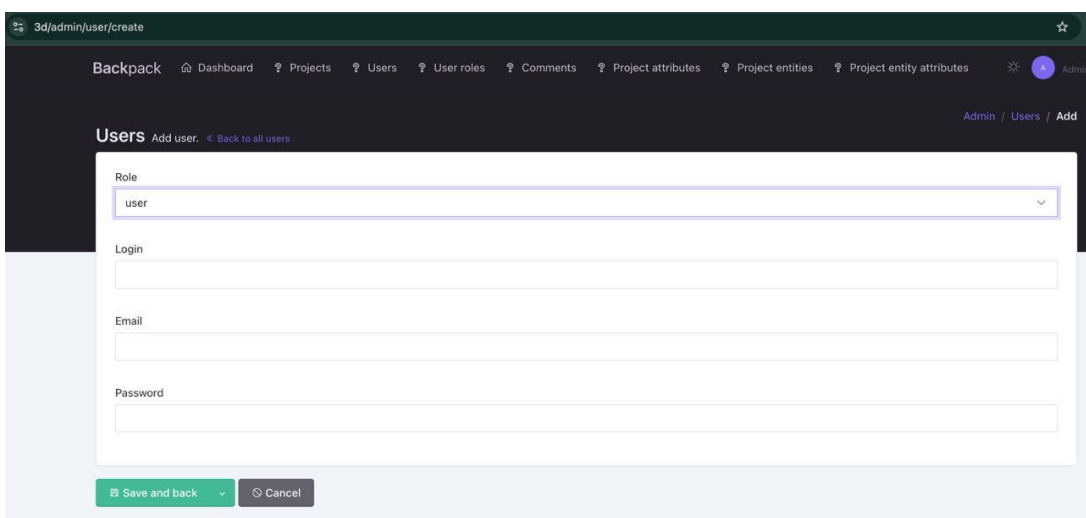 3d/admin/user/create
Backpack Dashboard Projects Users User roles Comments Project attributes Project entities Project entity attributes A
Admin / Users / Add
Users Add user. « Back to all users
Role
user
Login
Email
Password
Save and back Cancel